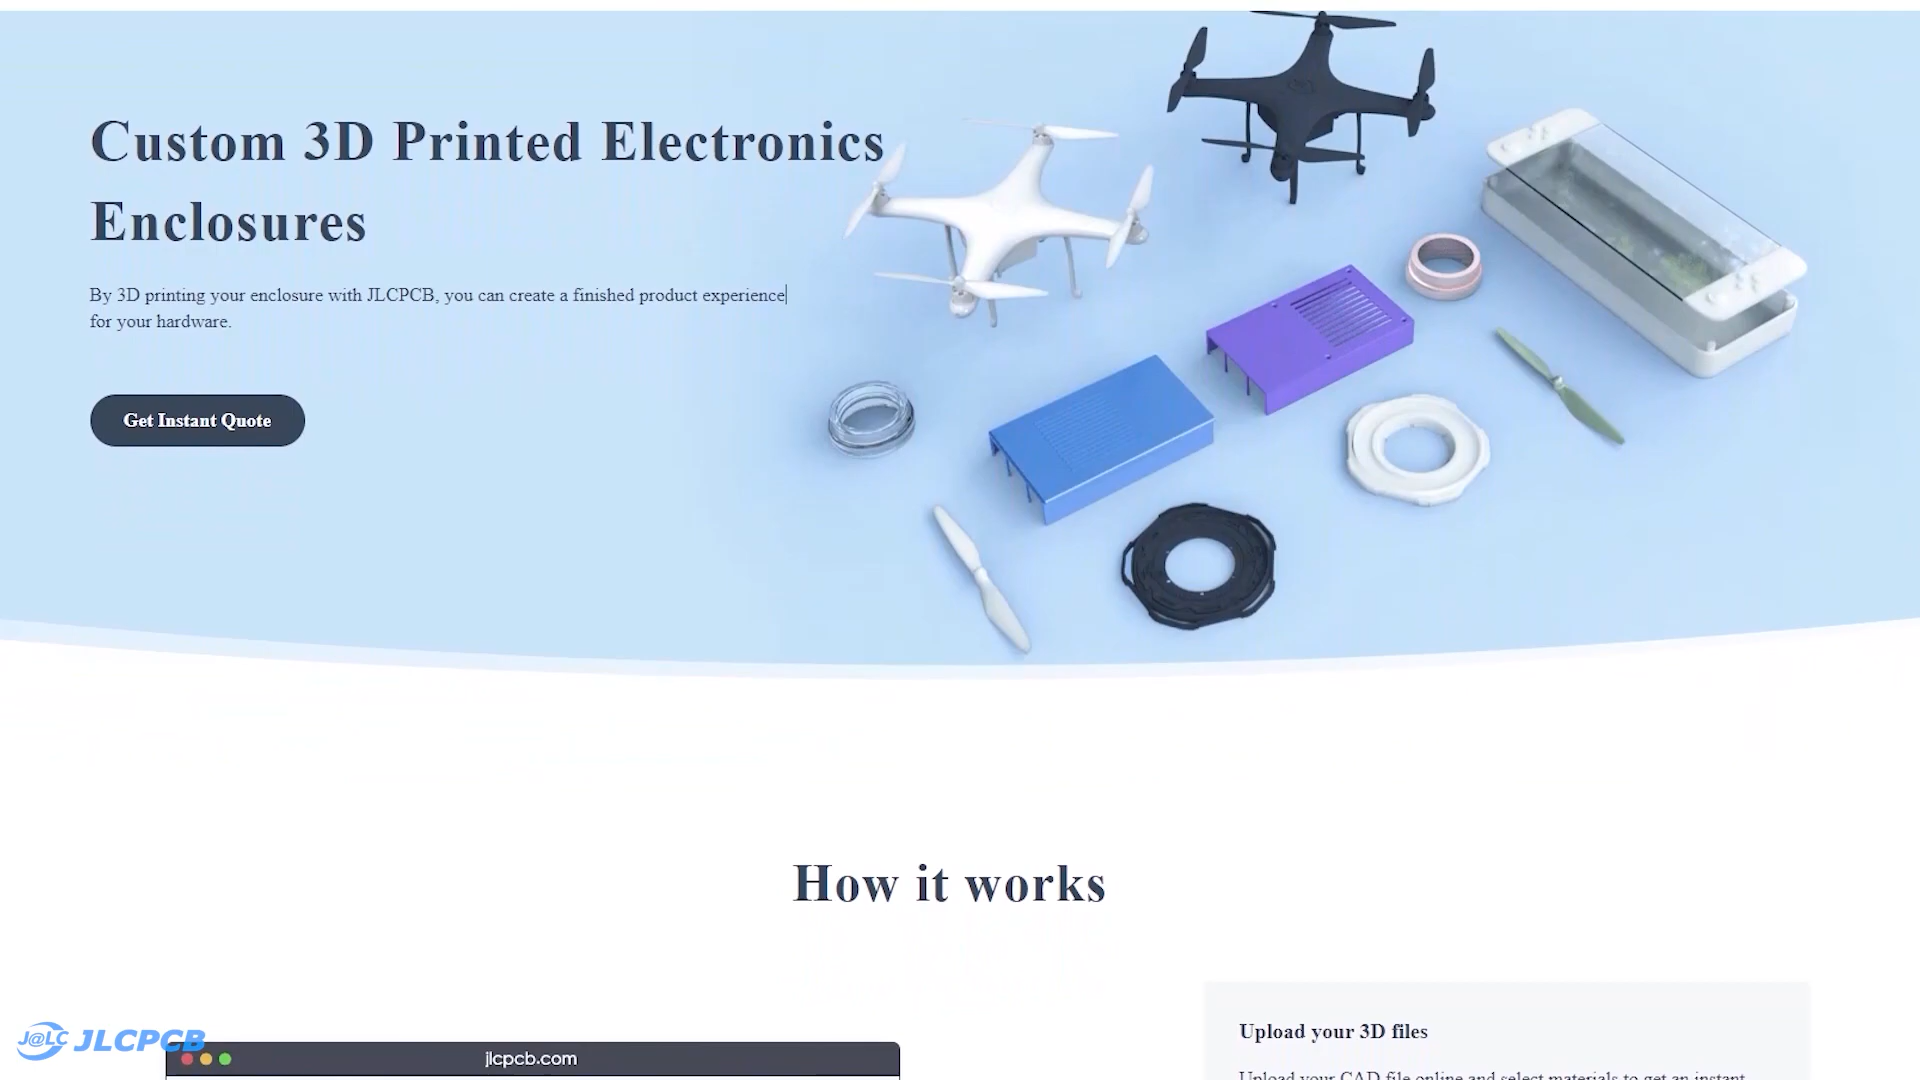 Custom 3D Printed Electronics
Enclosures
By 3D printing your enclosure with JLCPCB, you can create a finished product experience
for your hardware.
Get Instant Quote
How it works
Upload your 3D files
Upload your CAD file online and select materials to get an instant
J@LC JLCPCB
jlcpcb.com